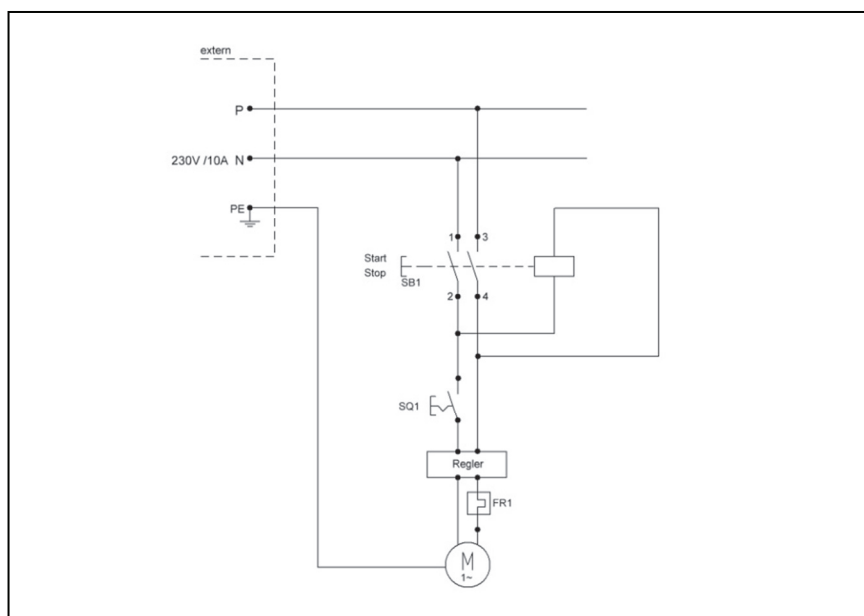 extern
P
230V /10A N
PE
1 3
Start
Stop
SB1
2 4
SQ1
Regler
FR1
M
1~